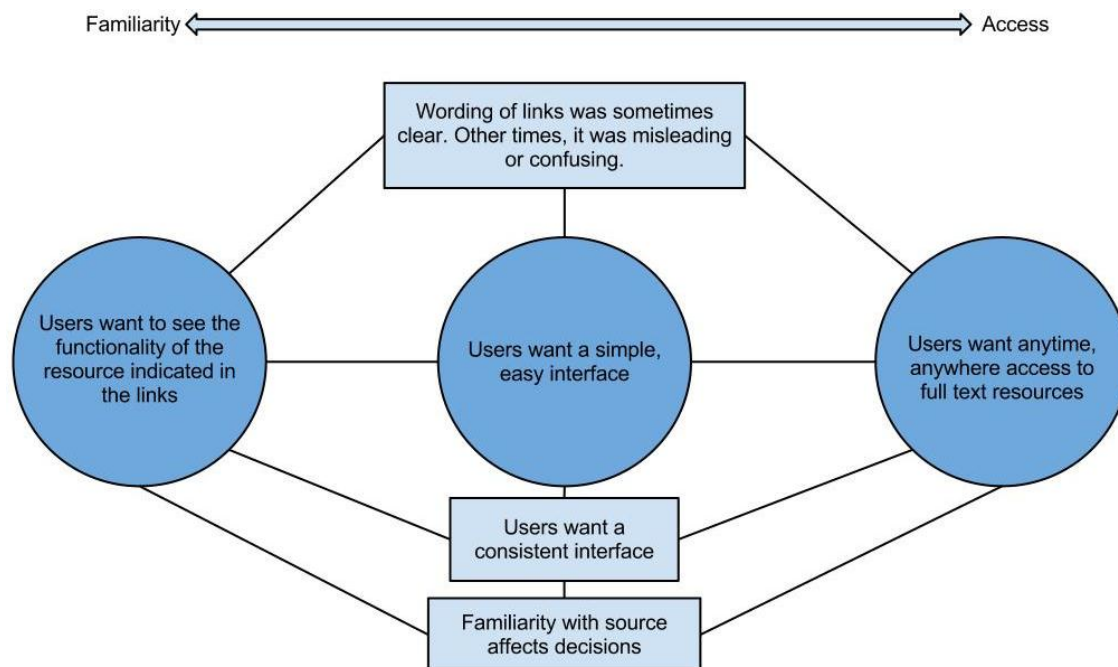 Familiarity
Access
Wording of links was sometimes
clear. Other times, it was misleading
or confusing.
Users want to see the
functionality of the
resource indicated in
the links
Users want a simple,
easy interface
Users want anytime,
anywhere access to
full text resources
Users want a
consistent interface
Familiarity with source
affects decisions